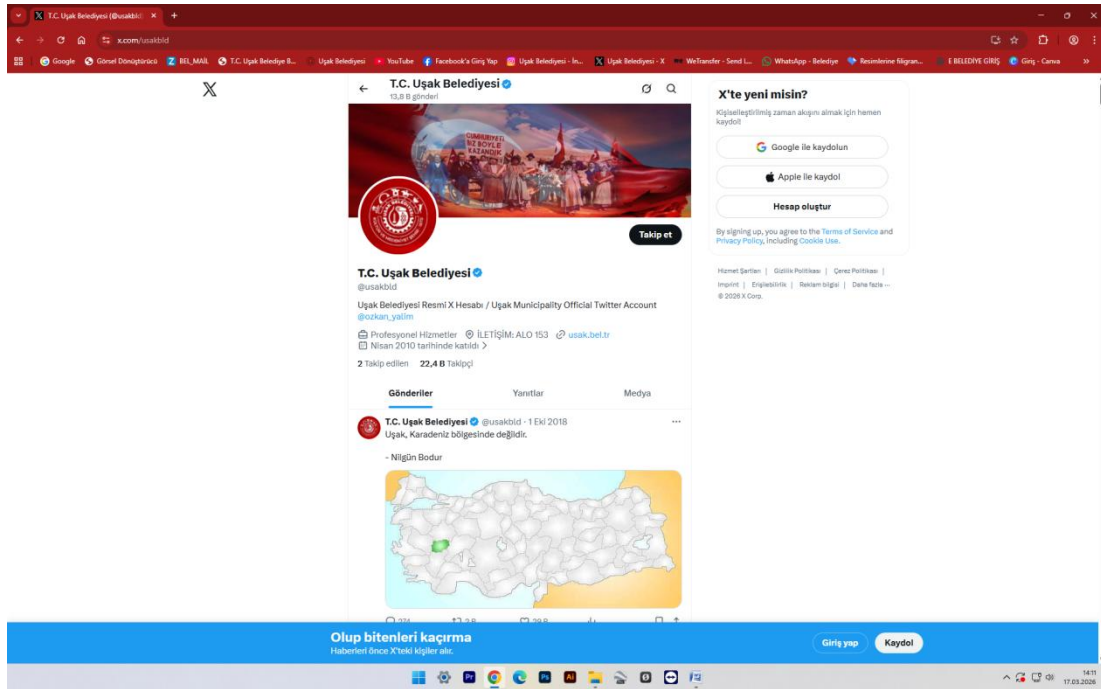 T.C. Uşak Belediyesi (@usakbld)
x.com/usakbld
Google
Görsel Dönüştürücü
BEL_MAİL
T.C. Uşak Belediye B...
Uşak Belediyesi
YouTube
Facebook'a Giriş Yap
Uşak Belediyesi - İn...
Uşak Belediyesi - X
WeTransfer - Send L...
WhatsApp - Belediye
Resimlerine filigran...
E BELEDİYE GİRİŞ
Giriş - Canva
T.C. Uşak Belediyesi
13,8 B gönderi
CUMHURİYETİ
BİZ BÖYLE
KAZANDIK
Takip et
T.C. Uşak Belediyesi
@usakbld
Uşak Belediyesi Resmi X Hesabı / Uşak Municipality Official Twitter Account
@ozkan_yalim
Profesyonel Hizmetler İLETİŞİM: ALO 153 usak.bel.tr
Nisan 2010 tarihinde katıldı
2 Takip edilen 22,4 B Takipçi
Gönderiler Yanıtlar Medya
T.C. Uşak Belediyesi @usakbld · 1 Eki 2018
Uşak, Karadeniz bölgesinde değildir.
- Nilgün Bodur
X'te yeni misin?
Kişiselleştirilmiş zaman akışını almak için hemen
kaydol!
Google ile kaydolun
Apple ile kaydol
Hesap oluştur
By signing up, you agree to the Terms of Service and
Privacy Policy, including Cookie Use.
Hizmet Şartları | Gizlilik Politikası | Çerez Politikası |
Imprint | Erişilebilirlik | Reklam bilgisi | Daha fazla ...
© 2026 X Corp.
Olup bitenleri kaçırma
Haberleri önce X'teki kişiler alır.
Giriş yap
Kaydol
14:11
17.03.2026